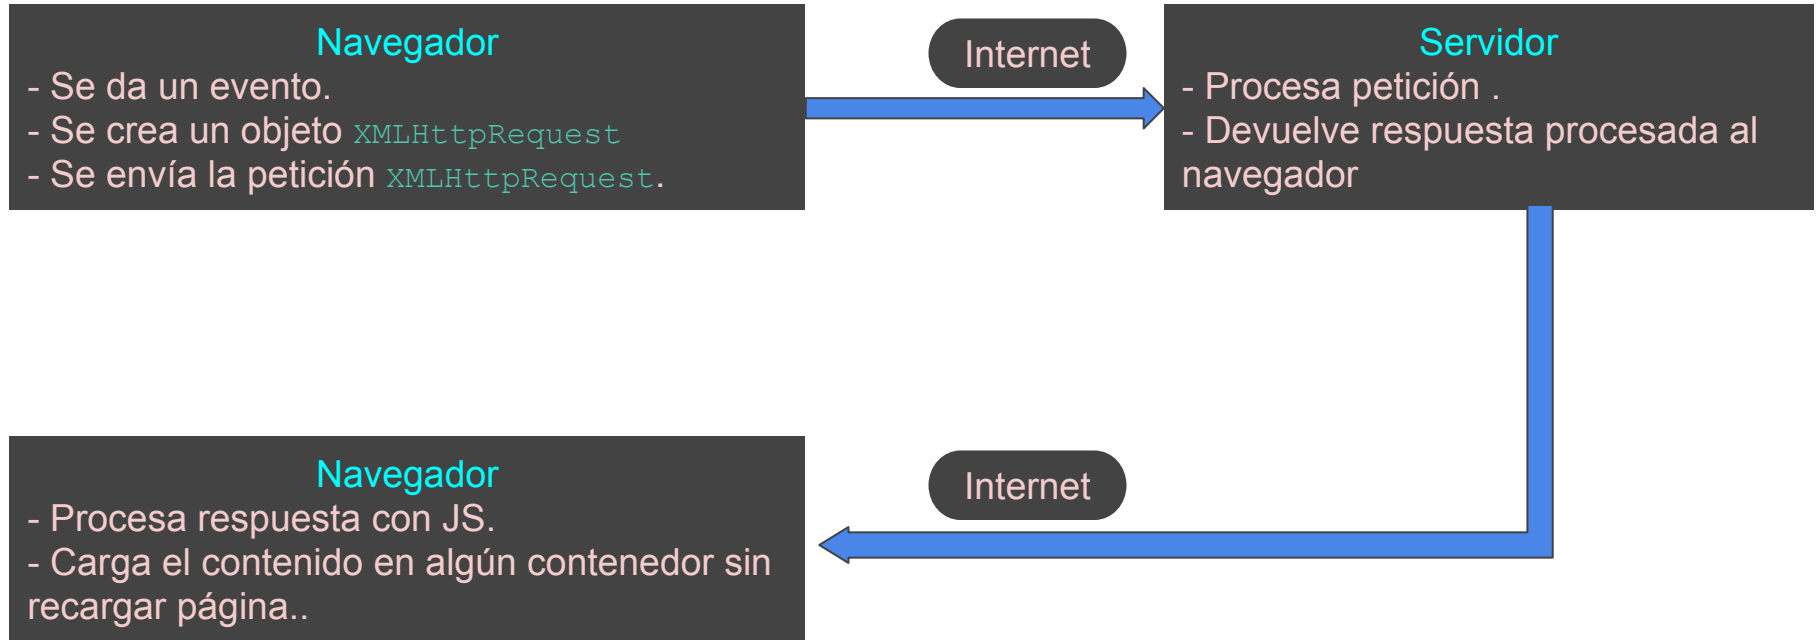 Navegador
- Se da un evento.
- Se crea un objeto XMLHttpRequest
- Se envía la petición XMLHttpRequest.
Internet
Servidor
- Procesa petición .
- Devuelve respuesta procesada al
navegador
Navegador
- Procesa respuesta con JS.
- Carga el contenido en algún contenedor sin
recargar página..
Internet